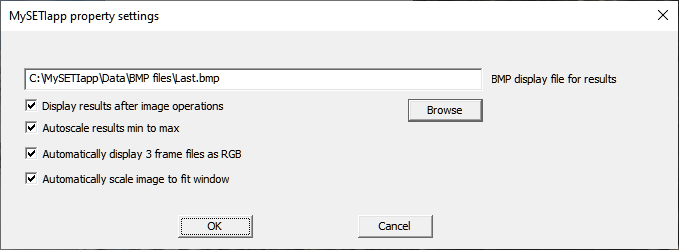 MySETIapp property settings
C:\MySETIapp\Data\BMP files\Last.bmp BMP display file for results
Display results after image operations
Browse
Autoscale results min to max
Automatically display 3 frame files as RGB
Automatically scale image to fit window
OK Cancel